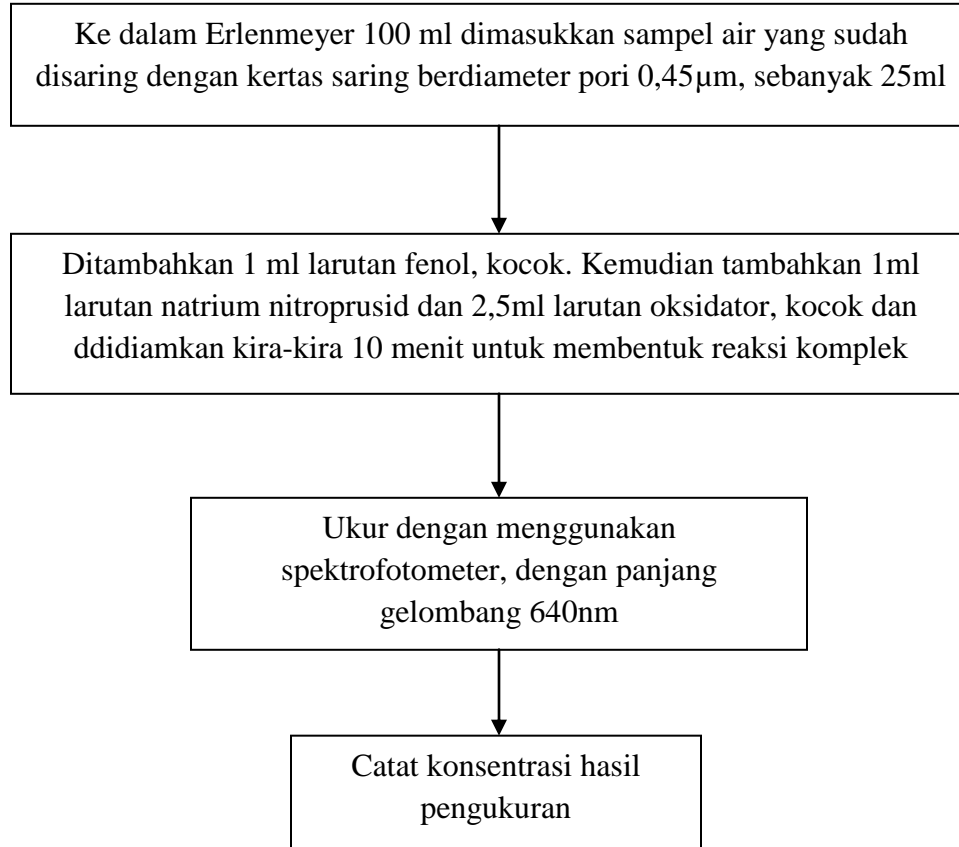 Ke dalam Erlenmeyer 100 ml dimasukkan sampel air yang sudah
disaring dengan kertas saring berdiameter pori 0,45µm, sebanyak 25ml
Ditambahkan 1 ml larutan fenol, kocok. Kemudian tambahkan 1ml
larutan natrium nitroprusid dan 2,5ml larutan oksidator, kocok dan
ddidiamkan kira-kira 10 menit untuk membentuk reaksi komplek
Ukur dengan menggunakan
spektrofotometer, dengan panjang
gelombang 640nm
Catat konsentrasi hasil
pengukuran